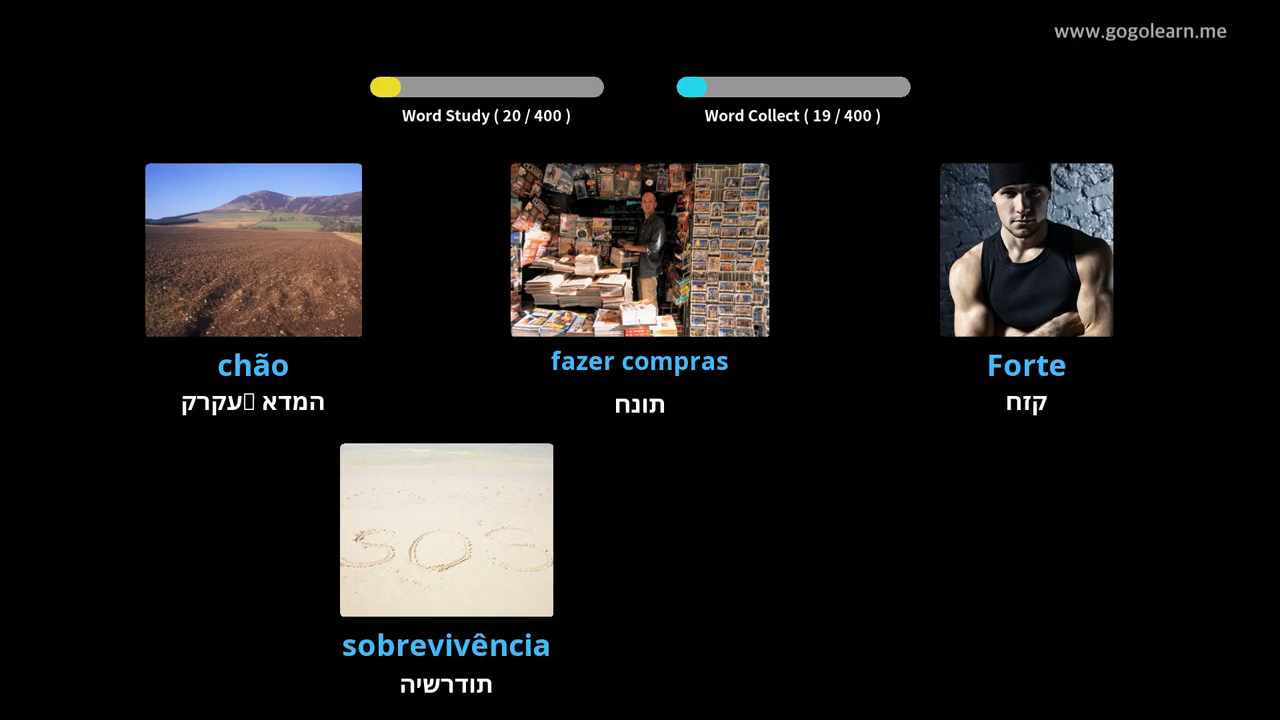 www.gogolearn.me
Word Study ( 20 / 400 )
Word Collect ( 19 / 400 )
chão
המדא עקרק
fazer compras
תונח
Forte
קזח
SOS
sobrevivência
תודרשיה